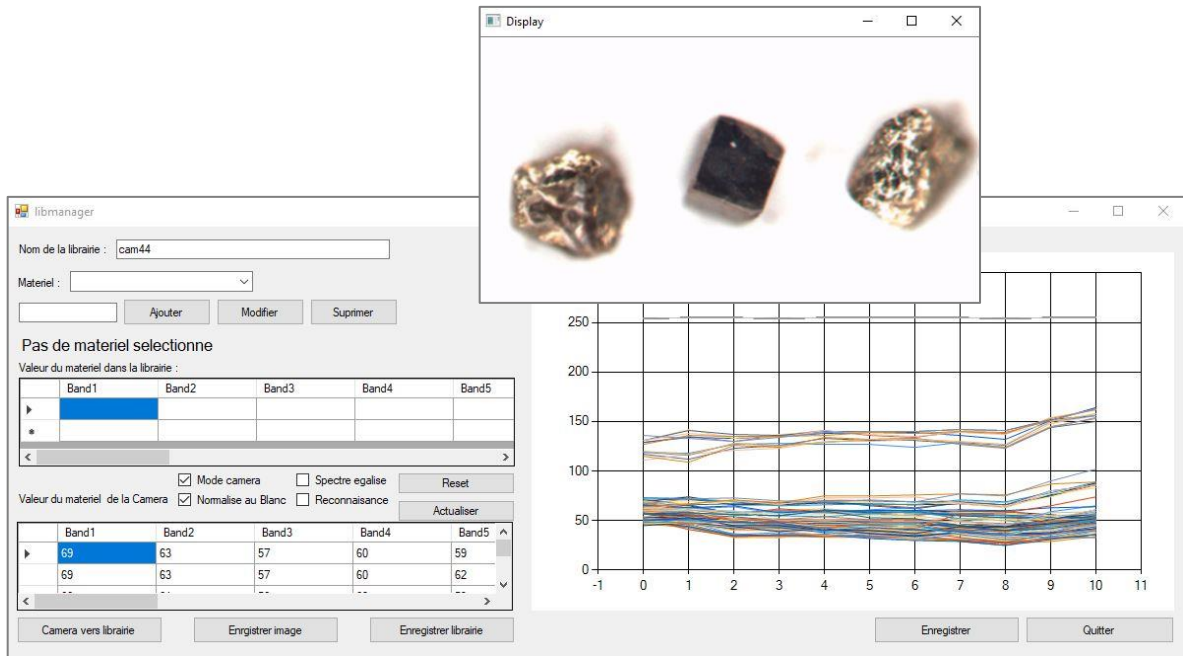 Display
libmanager
Nom de la librairie : cam44
Materiel :
Ajouter Modifier Suprimer
Pas de materiel selectionne
Valeur du materiel dans la librairie :
Band1 Band2 Band3 Band4 Band5
Mode camera Spectre egalise Reset
Valeur du materiel de la Camera Normalise au Blanc Reconnaisance Actualiser
Band1 Band2 Band3 Band4 Band5
69 63 57 60 59
69 63 57 60 62
Camera vers librairie Enrgistrer image Enregistrer librairie
250
200
150
100
50
0
-1 0 1 2 3 4 5 6 7 8 9 10 11
Enregistrer Quitter